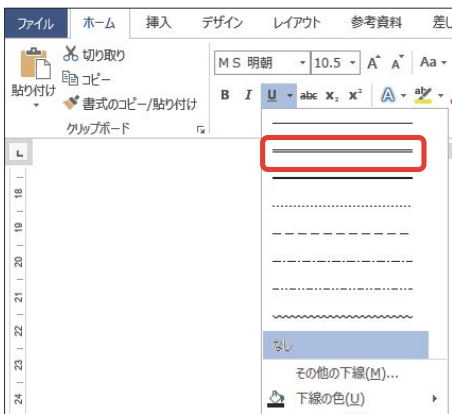 ファイル ホーム 挿入 デザイン レイアウト 参考資料 差し
切り取り
コピー
書式のコピー/貼り付け
貼り付け
クリップボード
ＭＳ 明朝 10.5 A A Aa
B I U abc X₂ X² A aby
18
19
20
21
22
23
24
なし
その他の下線(M)...
下線の色(U)